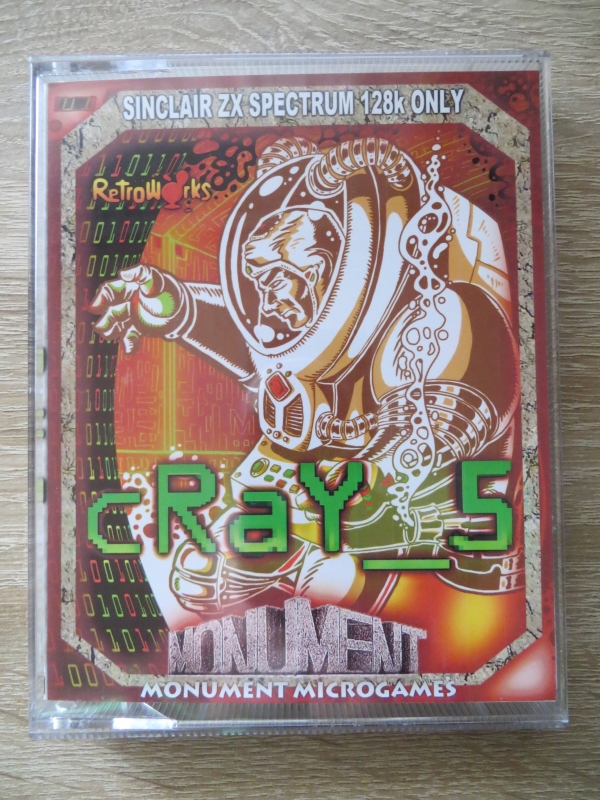 SINCLAIR ZX SPECTRUM 128k ONLY
RetroWorks
cRaY_5
MONUMENT
MONUMENT MICROGAMES